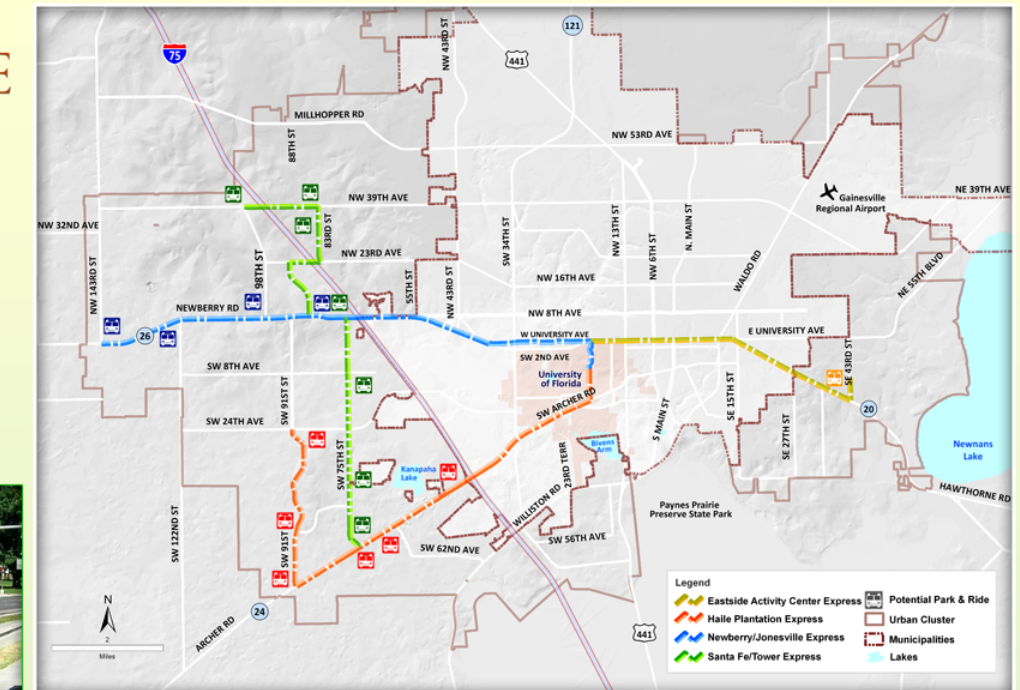 E
75
121
441
NW 43RD ST
MILLHOPPER RD
88TH ST
NW 53RD AVE
NW 39TH AVE
NE 39TH AVE
Gainesville
Regional Airport
NW 32ND AVE
83RD ST
NW 23RD AVE
NW 143RD ST
98TH ST
55TH ST
NW 43RD ST
SW 34TH ST
NW 13TH ST
NW 6TH ST
N. MAIN ST
WALDO RD
NE 55TH BLVD
NW 16TH AVE
NEWBERRY RD
NW 8TH AVE
26
W UNIVERSITY AVE
E UNIVERSITY AVE
SW 2ND AVE
SW 8TH AVE
University
of Florida
SE 43RD ST
SW 91ST ST
SW ARCHER RD
SE 15TH ST
20
SW 24TH AVE
S MAIN ST
SE 27TH ST
SW 75TH ST
Kanapaha
Lake
23RD TERR
Bivens
Arm
Newnans
Lake
WILLISTON RD
HAWTHORNE RD
Paynes Prairie
Preserve State Park
SW 122ND ST
SW 91ST
SW 62ND AVE
SW 56TH AVE
24
ARCHER RD
441
N
2
Miles
Legend
Eastside Activity Center Express
Haile Plantation Express
Newberry/Jonesville Express
Santa Fe/Tower Express
Potential Park & Ride
Urban Cluster
Municipalities
Lakes